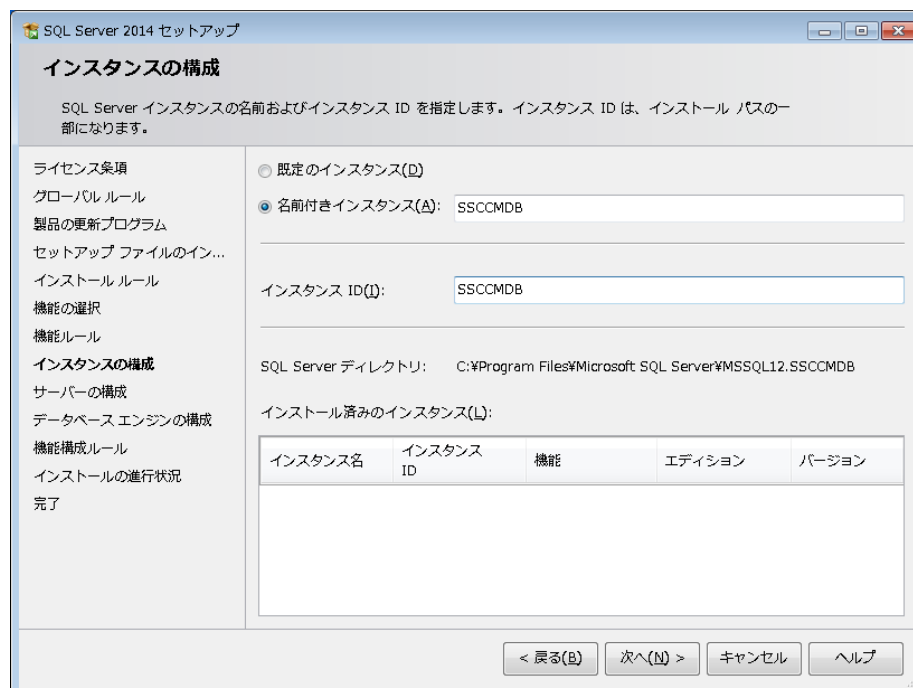 SQL Server 2014 セットアップ
インスタンスの構成
SQL Server インスタンスの名前およびインスタンス ID を指定します。インスタンス ID は、インストール パスの一
部になります。
ライセンス条項
グローバル ルール
製品の更新プログラム
セットアップ ファイルのイン...
インストール ルール
機能の選択
機能ルール
インスタンスの構成
サーバーの構成
データベース エンジンの構成
機能構成ルール
インストールの進行状況
完了
既定のインスタンス(D)
名前付きインスタンス(A): SSCCMDB
インスタンス ID(I): SSCCMDB
SQL Server ディレクトリ: C:¥Program Files¥Microsoft SQL Server¥MSSQL12.SSCCMDB
インストール済みのインスタンス(L):
インスタンス名 インスタンス ID 機能 エディション バージョン
< 戻る(B) 次へ(N) > キャンセル ヘルプ